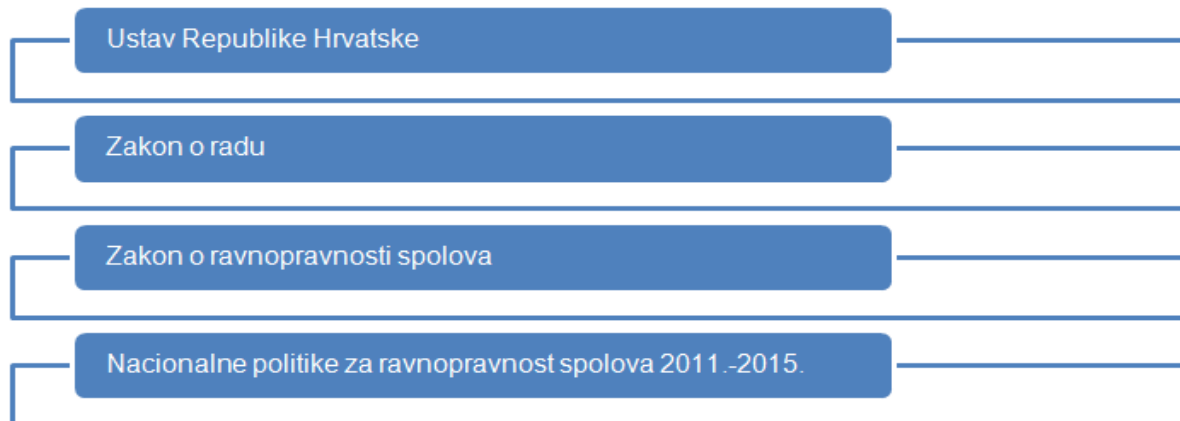 Ustav Republike Hrvatske
Zakon o radu
Zakon o ravnopravnosti spolova
Nacionalne politike za ravnopravnost spolova 2011.-2015.